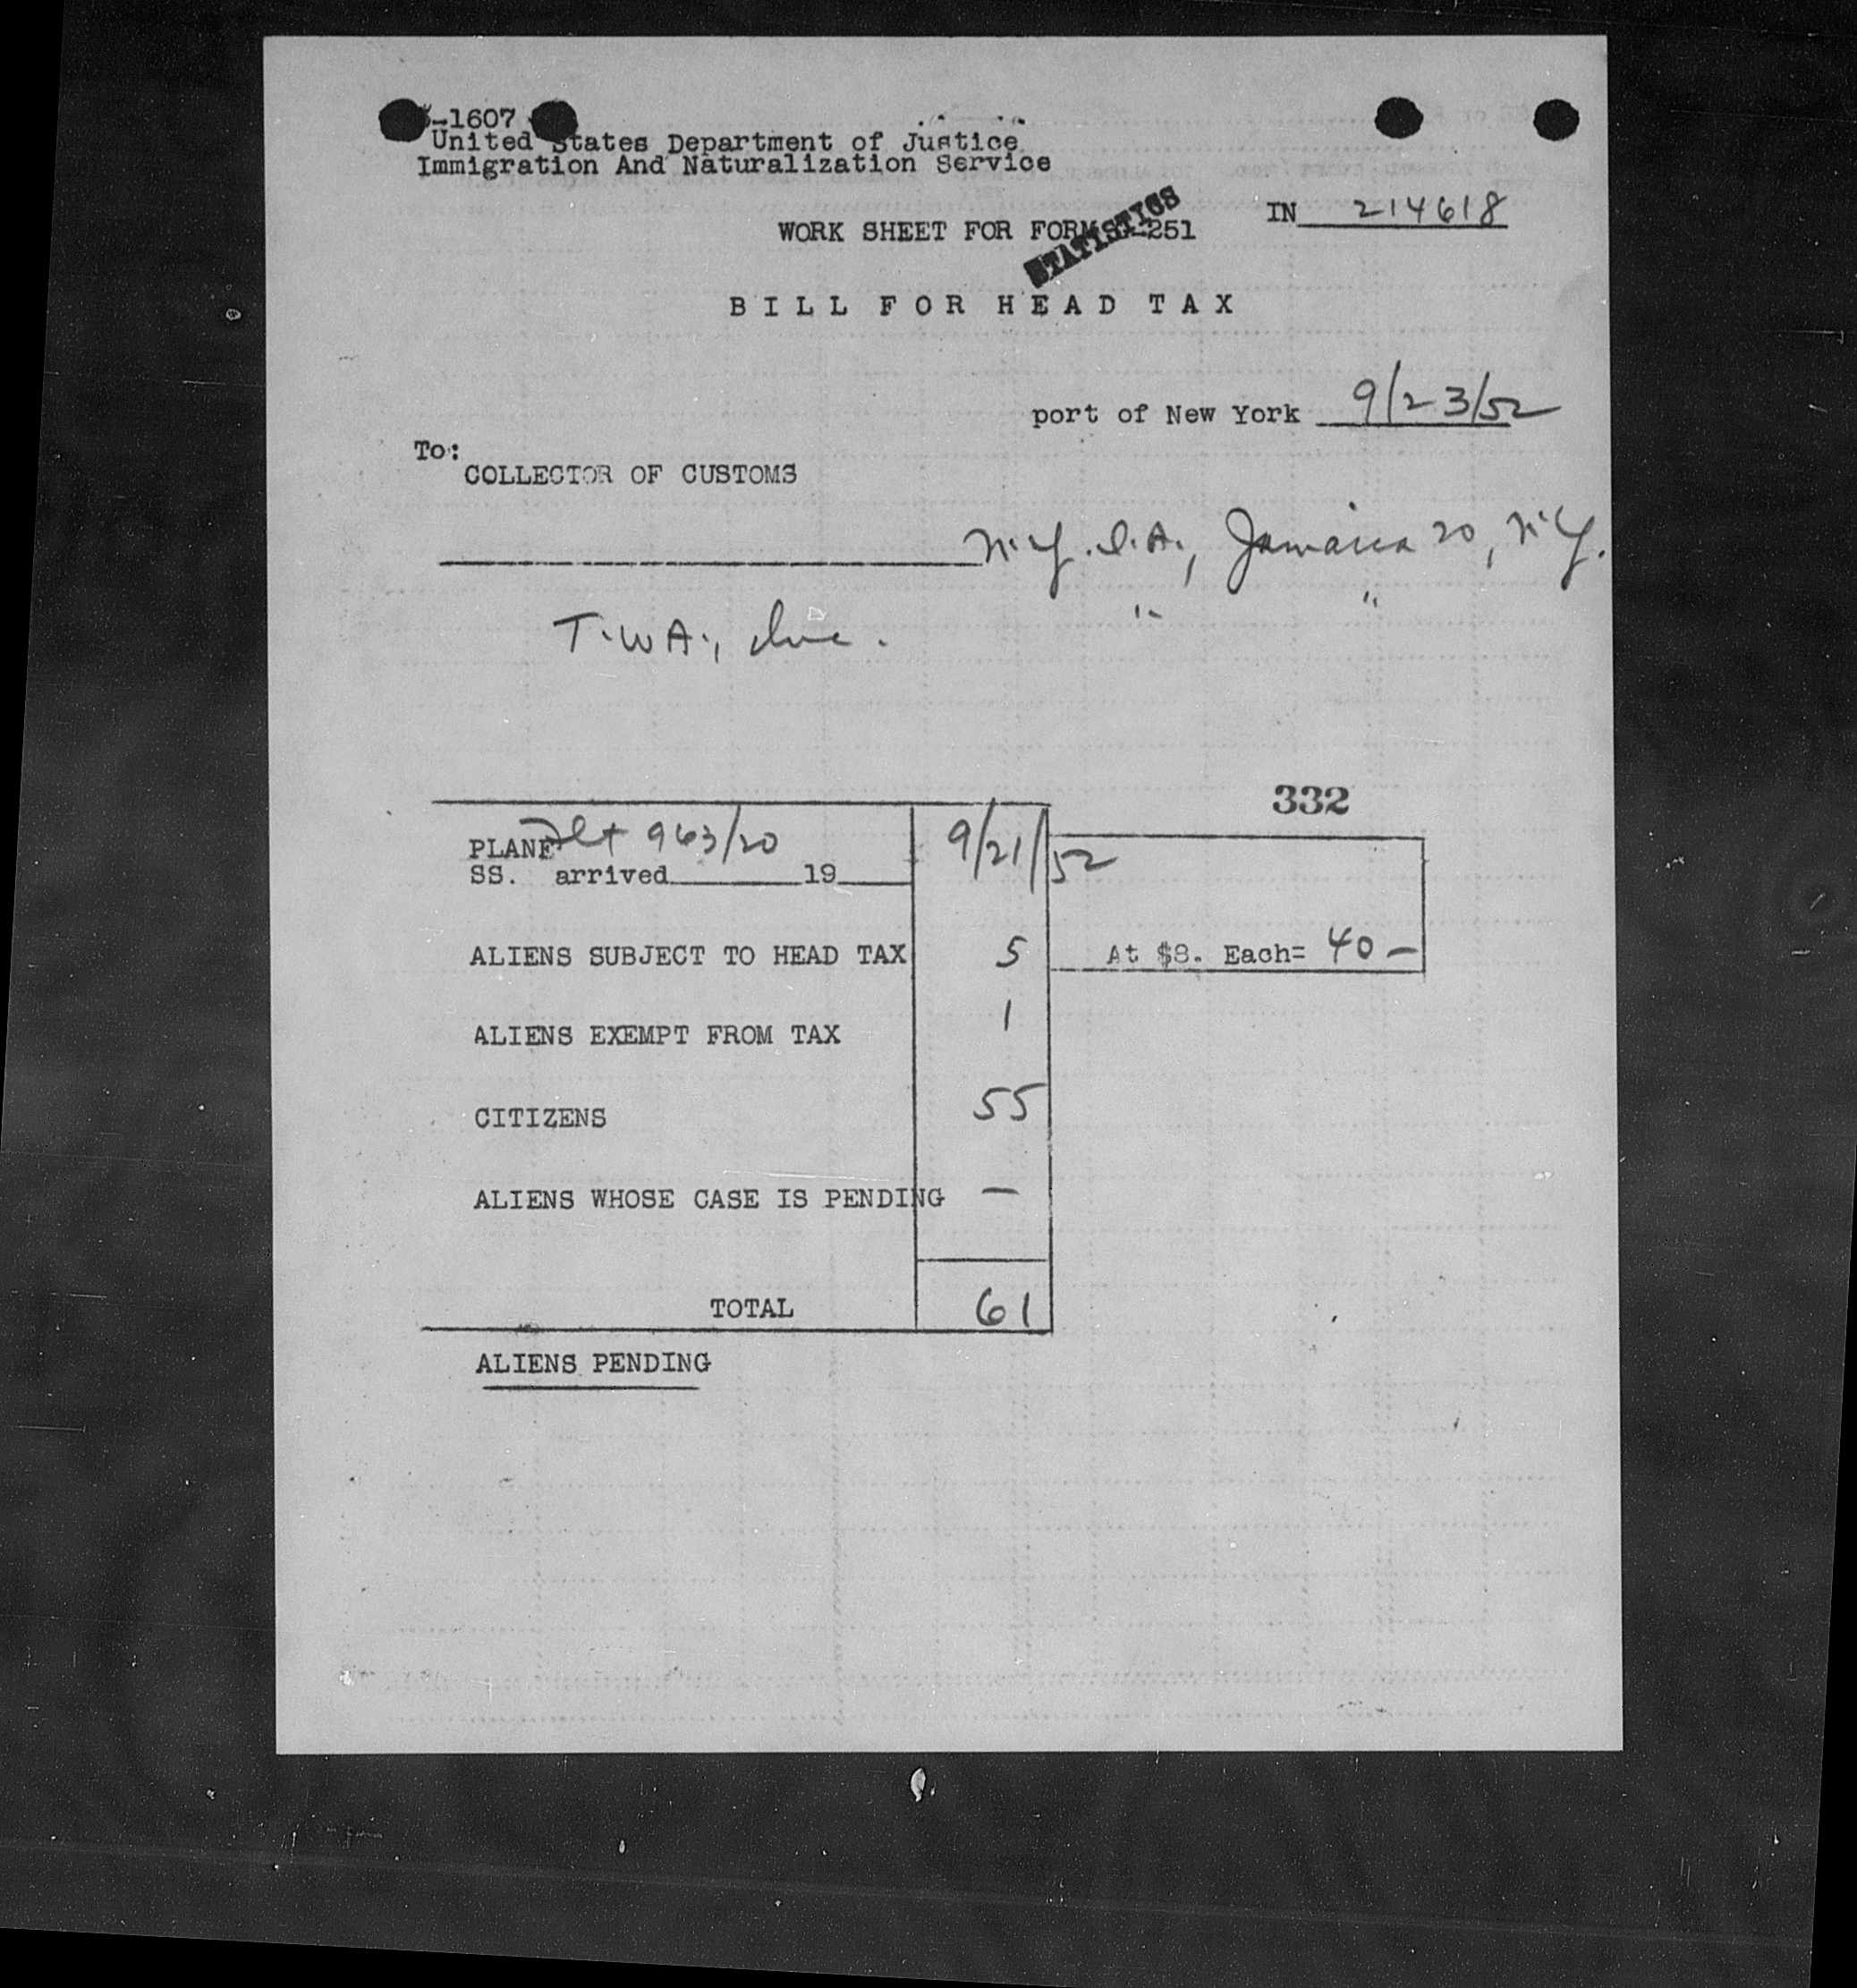 -1607
United States Department of Justice
Immigration And Naturalization Service
IN 214618
WORK SHEET FOR FORM 251
STATISTICS
BILL FOR HEAD TAX
port of New York 9/23/52
To:
COLLECTOR OF CUSTOMS
N.Y.I.A., Jamaica 20, N.Y.
T.W.A., Inc. " "
332
PLANE Flt 963/20 9/21/52
SS. arrived 19
ALIENS SUBJECT TO HEAD TAX 5 At $8. Each= 40 —
ALIENS EXEMPT FROM TAX 1
CITIZENS 55
ALIENS WHOSE CASE IS PENDING —
TOTAL 61
ALIENS PENDING